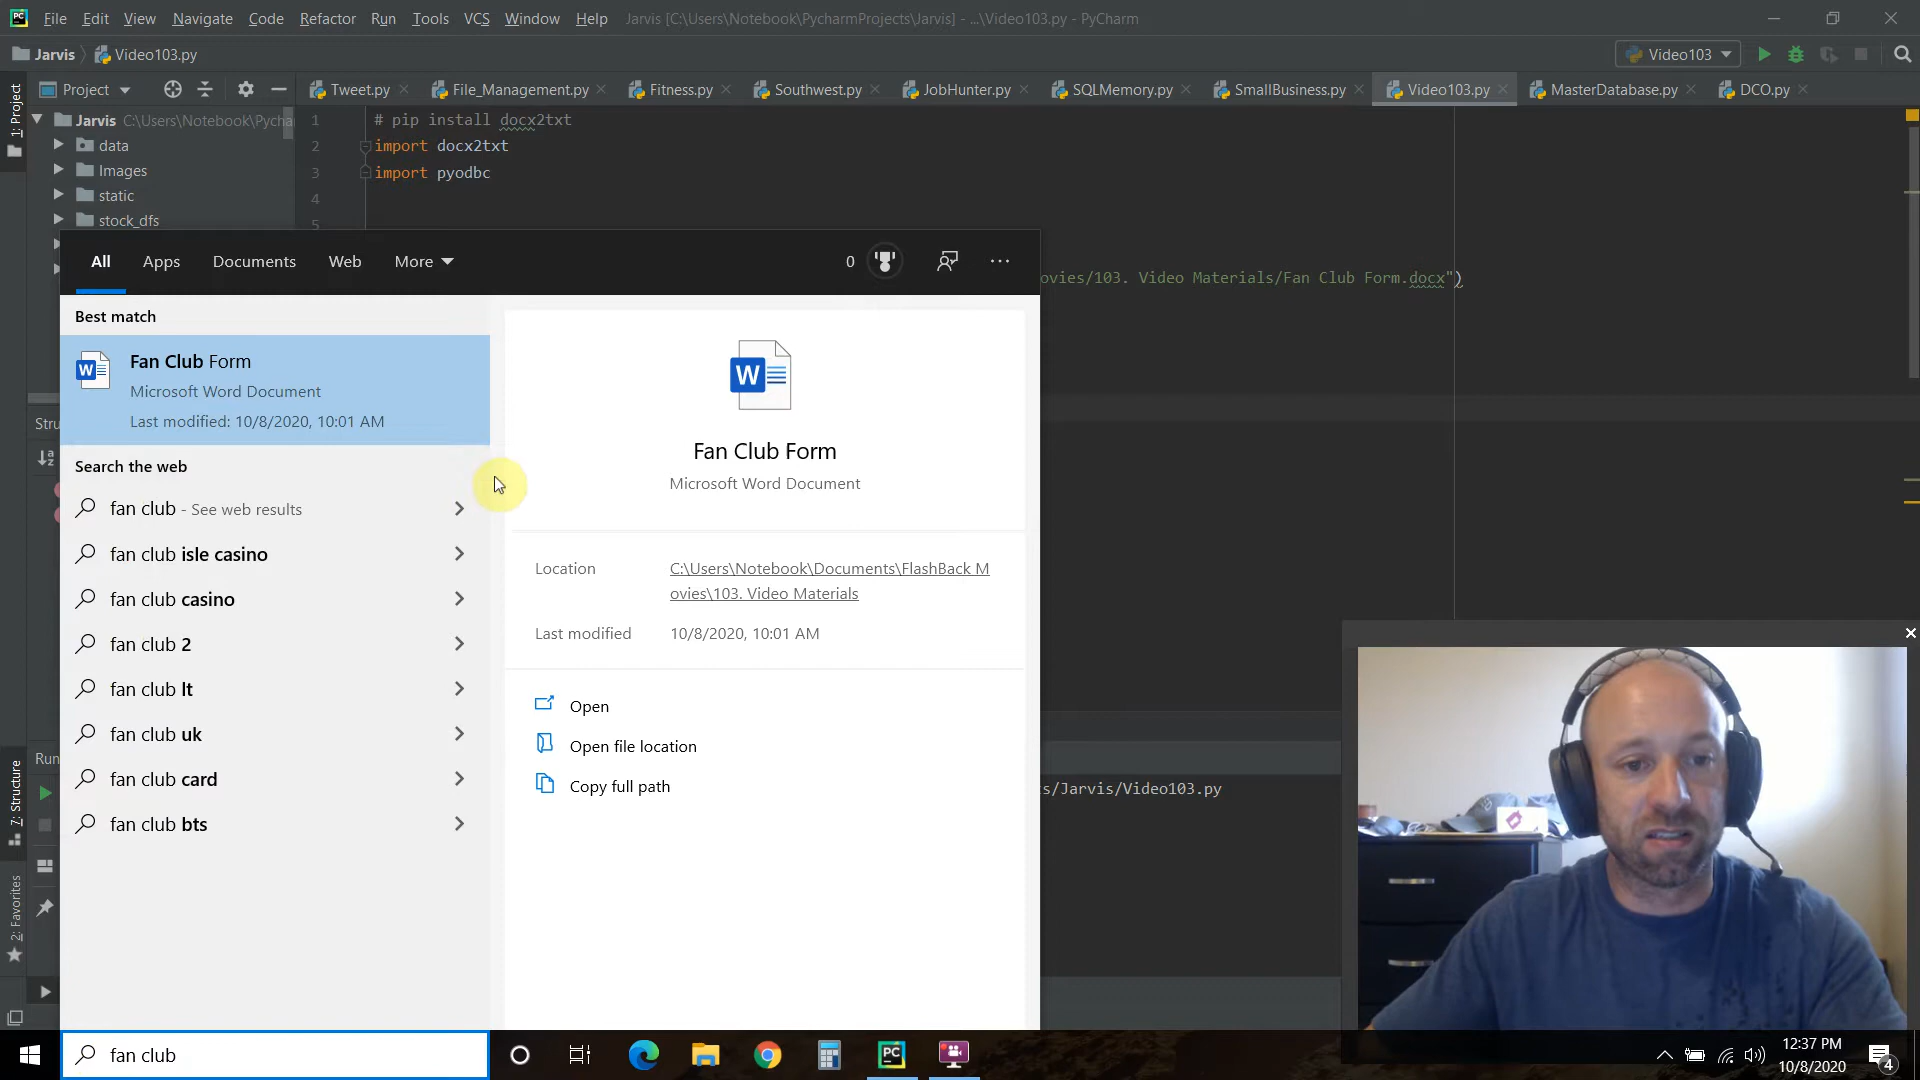 PC File Edit View Navigate Code Refactor Run Tools VCS Window Help Jarvis [C:\Users\Notebook\PycharmProjects\Jarvis] - ...\Video103.py - PyCharm
Jarvis Video103.py Video103
Project Tweet.py File_Management.py Fitness.py Southwest.py JobHunter.py SQLMemory.py SmallBusiness.py Video103.py MasterDatabase.py DCO.py
1: Project
Jarvis C:\Users\Notebook\Pycha
data
Images
static
stock_dfs
1 # pip install docx2txt
2 import docx2txt
3 import pyodbc
4
5
ovies/103. Video Materials/Fan Club Form.docx")
All Apps Documents Web More 0
Best match
Fan Club Form
Microsoft Word Document
Last modified: 10/8/2020, 10:01 AM
Search the web
fan club - See web results
fan club isle casino
fan club casino
fan club 2
fan club lt
fan club uk
fan club card
fan club bts
W
Fan Club Form
Microsoft Word Document
Location C:\Users\Notebook\Documents\FlashBack M
ovies\103. Video Materials
Last modified 10/8/2020, 10:01 AM
Open
Open file location
Copy full path
Stru
Run
7: Structure
2: Favorites
s/Jarvis/Video103.py
fan club
PC
12:37 PM
10/8/2020
4